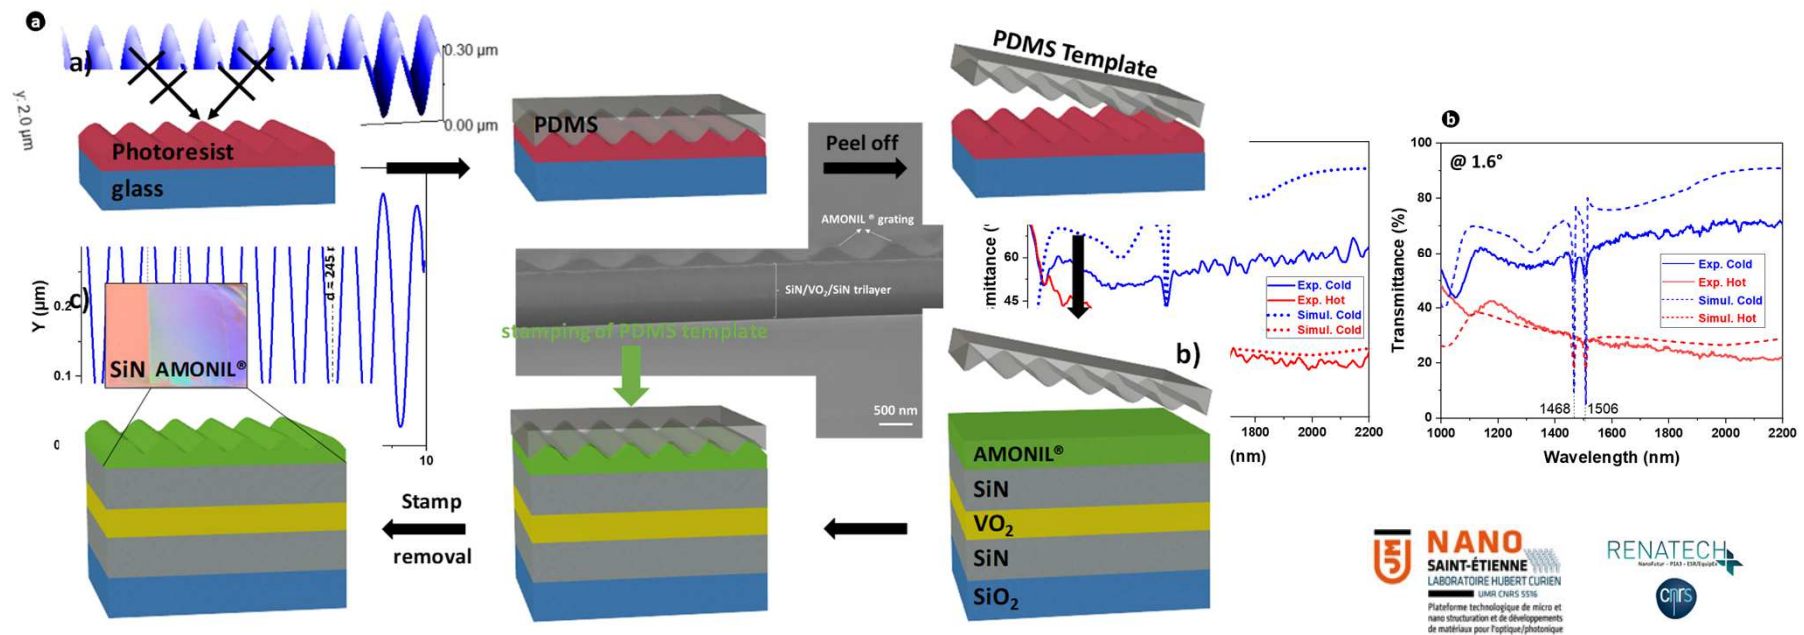 a
a)
0.30 µm
0.00 µm
y: 2.0 µm
Photoresist
glass
PDMS
Peel off
PDMS Template
AMONIL ® grating
SiN/VO2/SiN trilayer
stamping of PDMS template
500 nm
Y (µm)
0.2
0.1
0
10
c)
SiN AMONIL®
Stamp
removal
b)
AMONIL®
SiN
VO2
SiN
SiO2
60
45
Exp. Cold
Exp. Hot
Simul. Cold
Simul. Hot
1800 2000 2200
(nm)
b
@ 1.6°
Transmittance (%)
100
80
60
40
20
0
Exp. Cold
Exp. Hot
Simul. Cold
Simul. Hot
1468 1506
1000 1200 1400 1600 1800 2000 2200
Wavelength (nm)
NANO
SAINT-ÉTIENNE
LABORATOIRE HUBERT CURIEN
UMR CNRS 5516
Plateforme technologique de micro et
nano structuration et de développements
de matériaux pour l'optique/photonique
RENATECH
cnrs